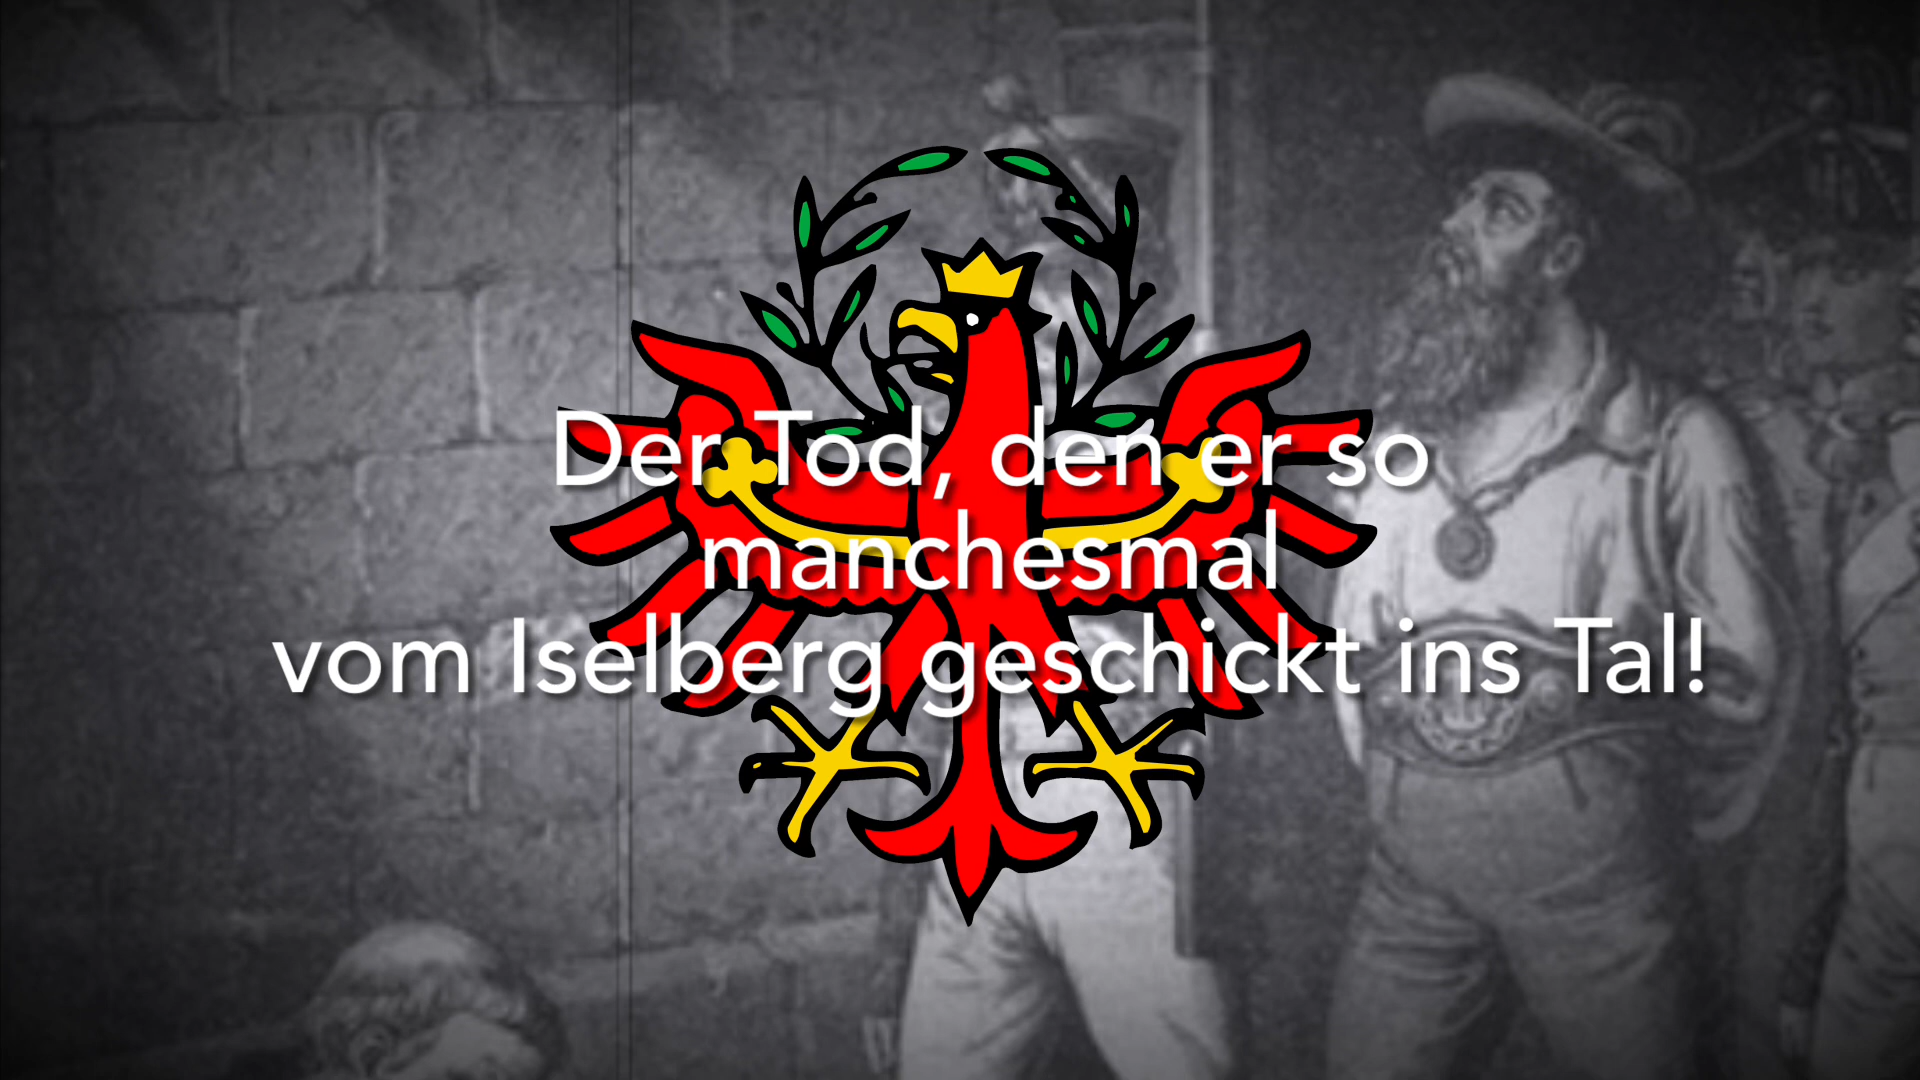 Der Tod, den er so
manchesmal
vom Iselberg geschickt ins Tal!